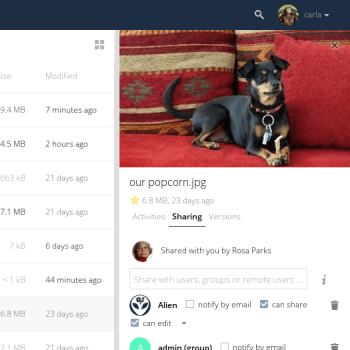 carla
Size Modified
9.4 MB 7 minutes ago
4.5 MB 2 hours ago
663 kB 21 days ago
7.1 MB 21 days ago
7 kB 6 days ago
< 1 kB 44 minutes ago
6.8 MB 23 days ago
2.1 MB 21 days ago
our popcorn.jpg
6.8 MB, 23 days ago
Activities Sharing Versions
Shared with you by Rosa Parks
Share with users, groups or remote users ...
Alien notify by email can share
can edit
A admin (group) notify by email